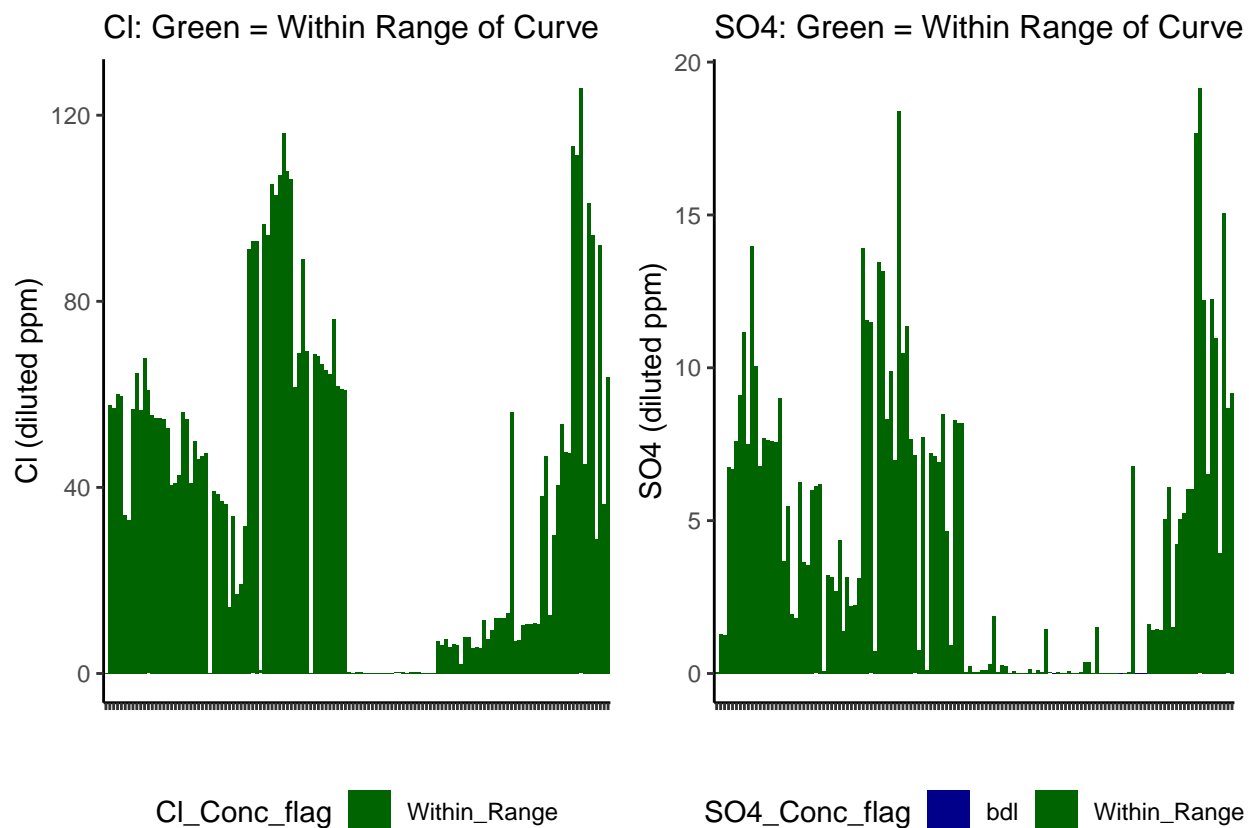 Cl: Green = Within Range of Curve
120
80
40
0
Cl (diluted ppm)
Cl_Conc_flag Within_Range
SO4: Green = Within Range of Curve
20
15
10
5
0
SO4 (diluted ppm)
SO4_Conc_flag bdl Within_Range